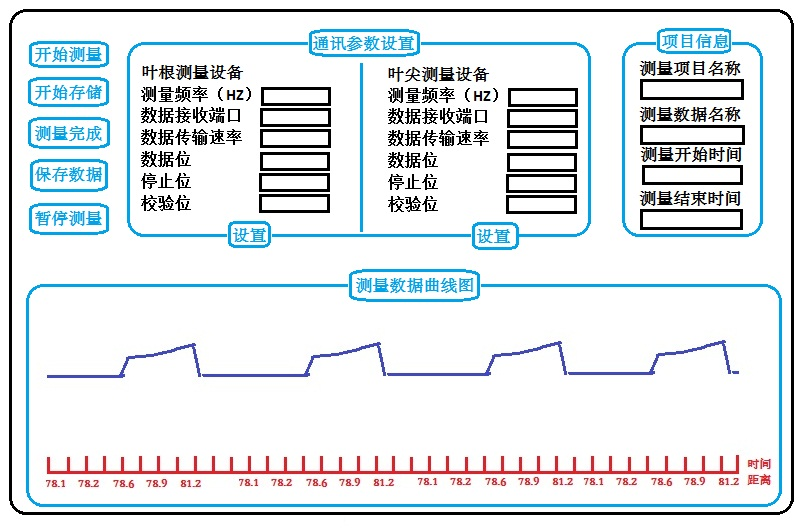 开始测量
开始存储
测量完成
保存数据
暂停测量
通讯参数设置
叶根测量设备
测量频率（HZ）
数据接收端口
数据传输速率
数据位
停止位
校验位
设置
叶尖测量设备
测量频率（HZ）
数据接收端口
数据传输速率
数据位
停止位
校验位
设置
项目信息
测量项目名称
测量数据名称
测量开始时间
测量结束时间
测量数据曲线图
时间
78.1 78.2 78.6 78.9 81.2 78.1 78.2 78.6 78.9 81.2 78.1 78.2 78.9 81.2 78.1 78.2 78.6 78.9 81.2 距离